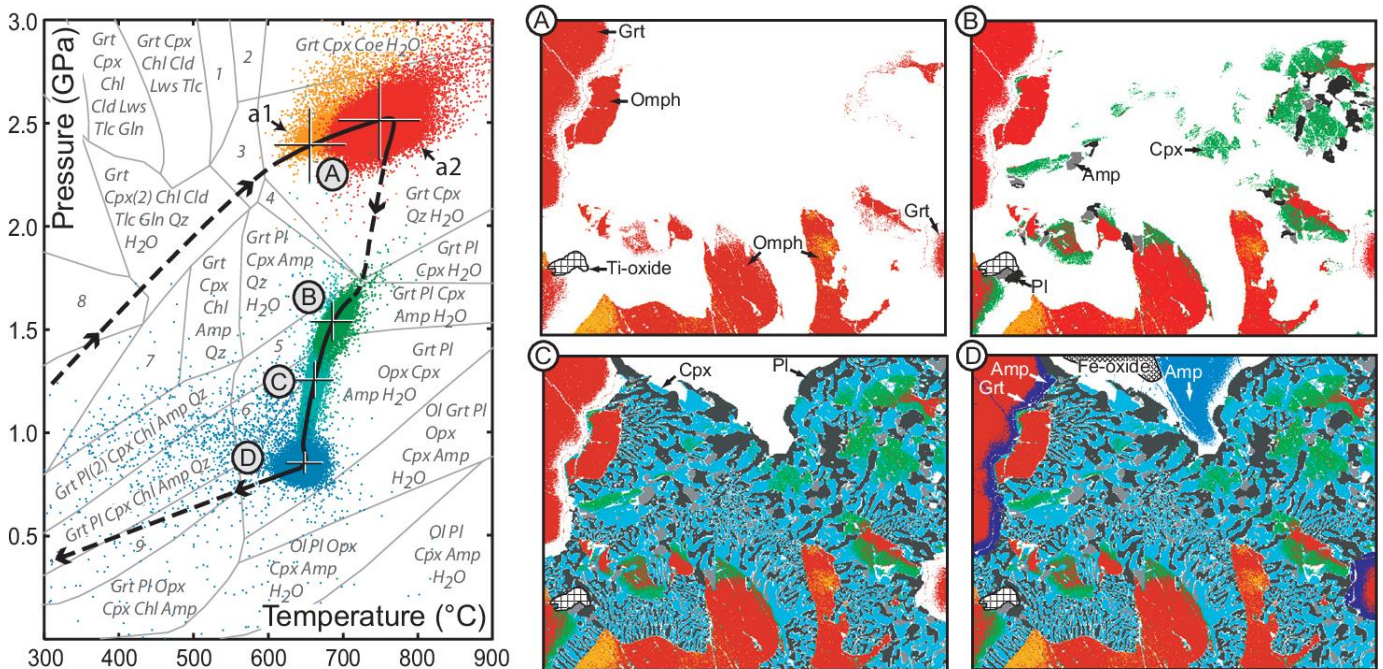 3.0
2.5
2.0
1.5
1.0
0.5
Pressure (GPa)
300 400 500 600 700 800 900
Temperature (°C)
Grt
Cpx
Chl
Cld Lws
Tlc Gln
Grt Cpx
Chl Cld
Lws Tlc
1
2
Grt Cpx Coe H2O
a1
a2
3
A
Grt
Cpx(2) Chl Cld
Tlc Gln Qz
H2O
4
Grt Cpx
Qz H2O
Grt Pl
Cpx Amp
Qz
H2O
Grt Pl
Cpx H2O
Grt
Cpx
Chl
Amp
Qz
B
Grt Pl Cpx
Amp H2O
8
7
5
C
Grt Pl
Opx Cpx
Amp H2O
6
Grt Pl(2) Cpx Chl Amp Qz
D
Ol Grt Pl
Opx
Cpx Amp
H2O
Grt Pl Cpx Chl Amp Qz
9
Ol Pl Opx
Cpx Amp
H2O
Ol Pl
Cpx Amp
H2O
Grt Pl Opx
Cpx Chl Amp
A
Grt
Omph
Grt
Omph
Ti-oxide
B
Cpx
Amp
Pl
C
Cpx
Pl
D
Amp
Grt
Fe-oxide
Amp